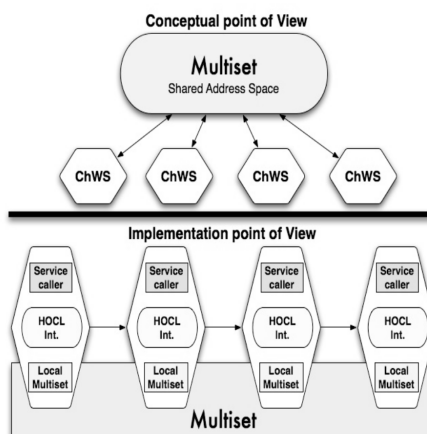 Conceptual point of View
Multiset
Shared Address Space
ChWS ChWS ChWS ChWS
Implementation point of View
Service caller Service caller Service caller Service caller
HOCL Int. HOCL Int. HOCL Int. HOCL Int.
Local Multiset Local Multiset Local Multiset Local Multiset
Multiset